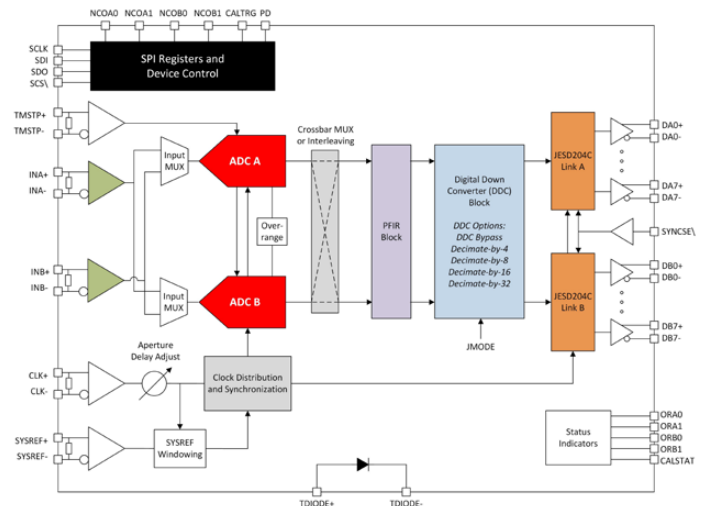 NCOA0 NCOA1 NCOB0 NCOB1 CALTRG PD
SCLK
SDI
SDO
SCS\
SPI Registers and
Device Control
TMSTP+
TMSTP-
INA+
INA-
Input
MUX
ADC A
Crossbar MUX
or Interleaving
Over-
range
INB+
INB-
Input
MUX
ADC B
PFIR
Block
Digital Down
Converter (DDC)
Block
DDC Options:
DDC Bypass
Decimate-by-4
Decimate-by-8
Decimate-by-16
Decimate-by-32
JMODE
JESD204C
Link A
DA0+
DA0-
DA7+
DA7-
SYNCSE\
JESD204C
Link B
DB0+
DB0-
DB7+
DB7-
CLK+
CLK-
Aperture
Delay Adjust
Clock Distribution
and Synchronization
SYSREF+
SYSREF-
SYSREF
Windowing
Status
Indicators
ORA0
ORA1
ORB0
ORB1
CALSTAT
TDIODE+ TDIODE-